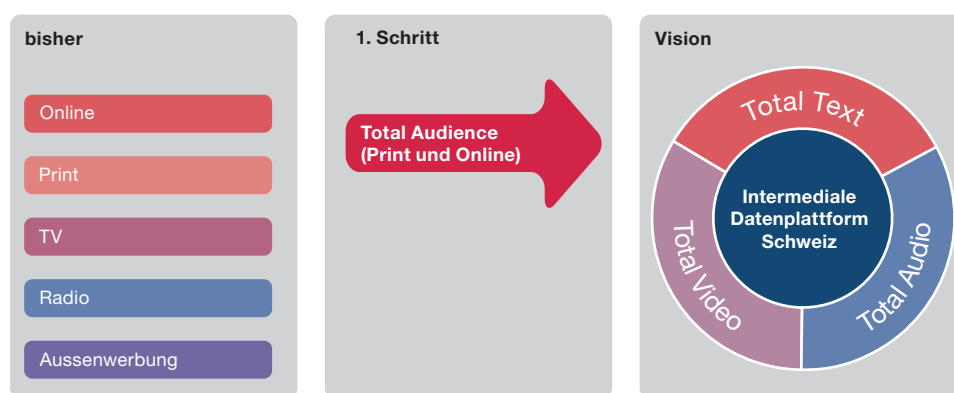 bisher
Online
Print
TV
Radio
Aussenwerbung
1. Schritt
Total Audience
(Print und Online)
Vision
Total Text
Total Video
Total Audio
Intermediale
Datenplattform
Schweiz